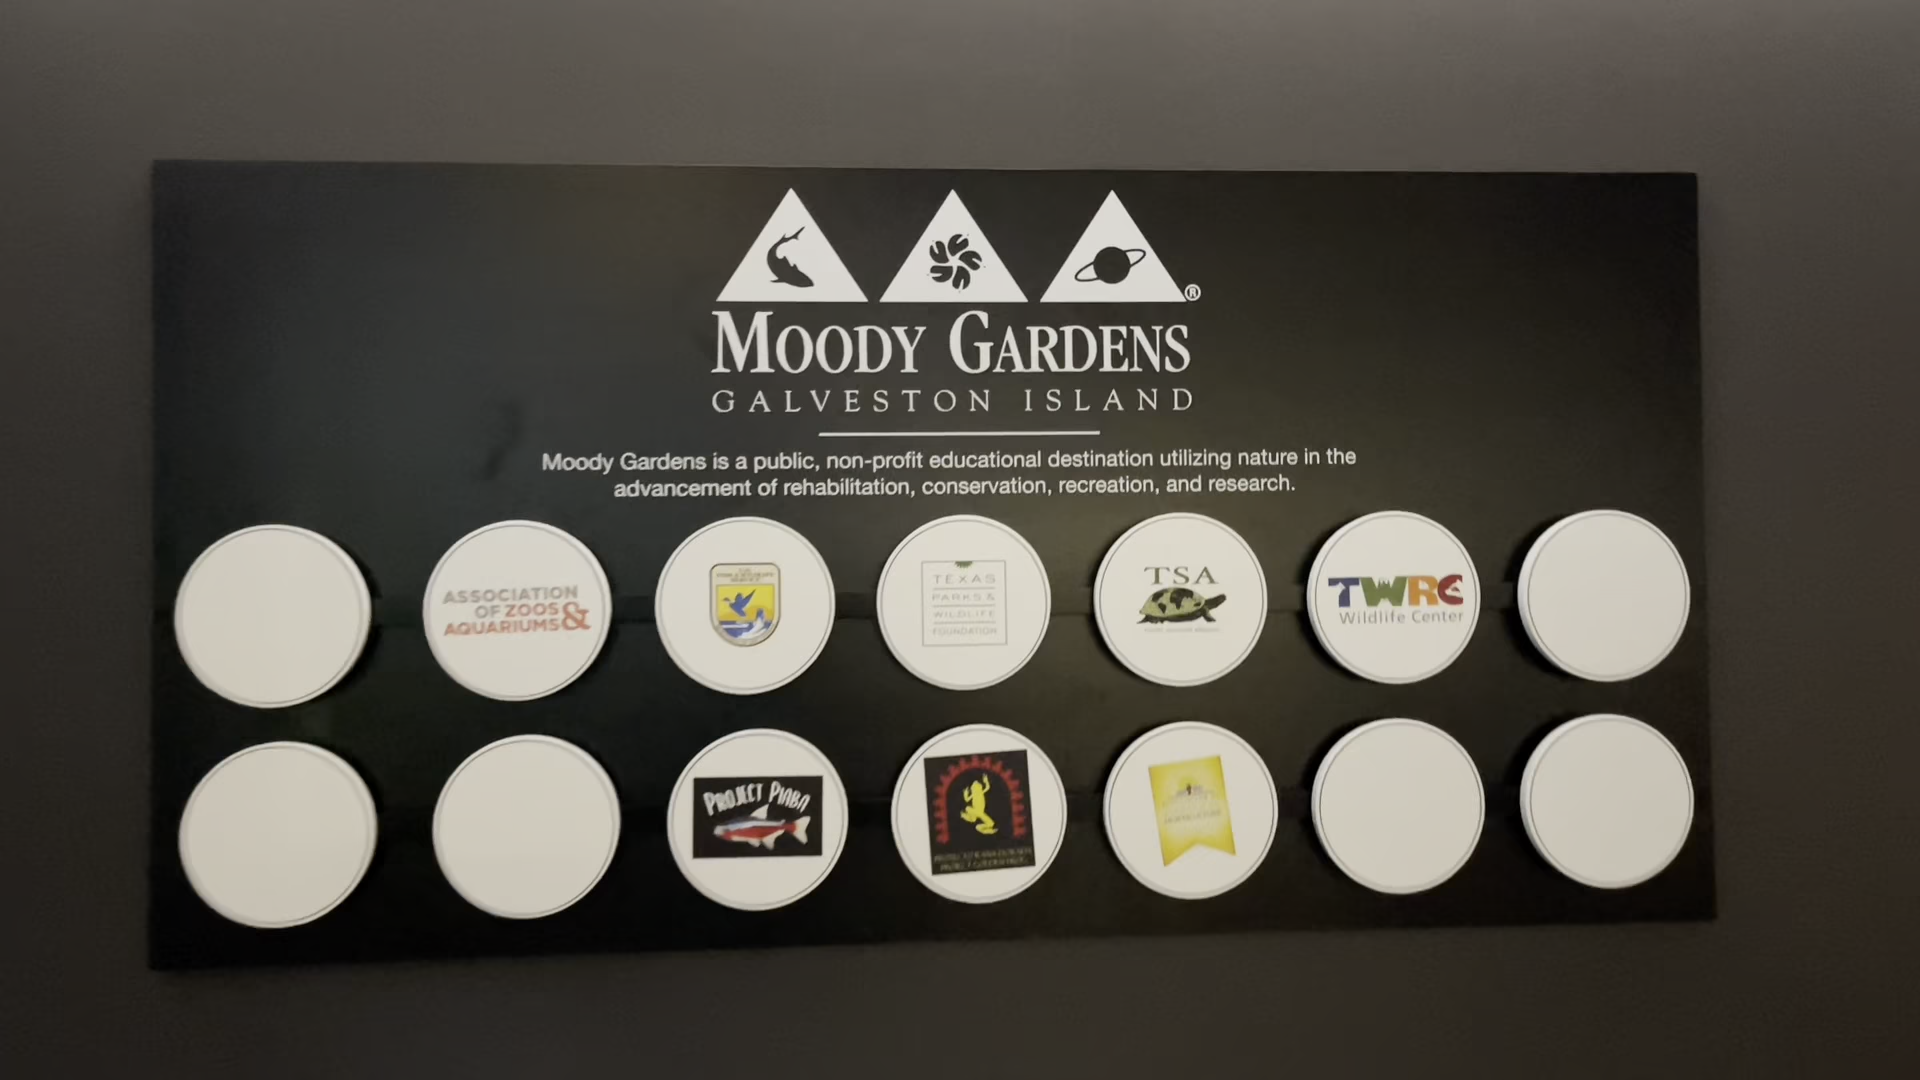 ®
MOODY GARDENS
GALVESTON ISLAND
Moody Gardens is a public, non-profit educational destination utilizing nature in the
advancement of rehabilitation, conservation, recreation, and research.
ASSOCIATION
OF ZOOS &
AQUARIUMS
TEXAS
PARKS &
WILDLIFE
FOUNDATION
TSA
TWRC
Wildlife Center
PROJECT PIABA